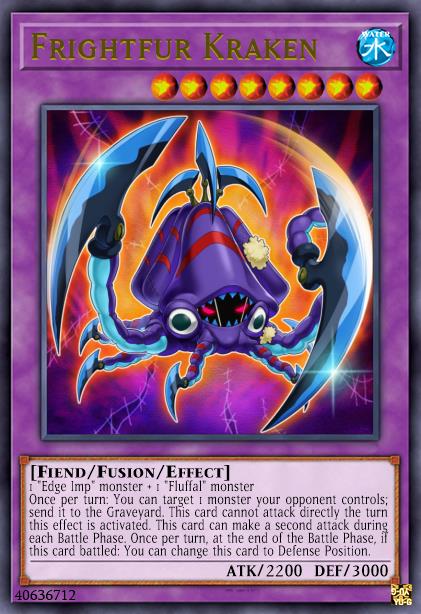 Frightfur Kraken
WATER
水
[Fiend/Fusion/Effect]
1 "Edge Imp" monster + 1 "Fluffal" monster
Once per turn: You can target 1 monster your opponent controls;
send it to the Graveyard. This card cannot attack directly the turn
this effect is activated. This card can make a second attack during
each Battle Phase. Once per turn, at the end of the Battle Phase, if
this card battled: You can change this card to Defense Position.
ATK/2200 DEF/3000
40636712